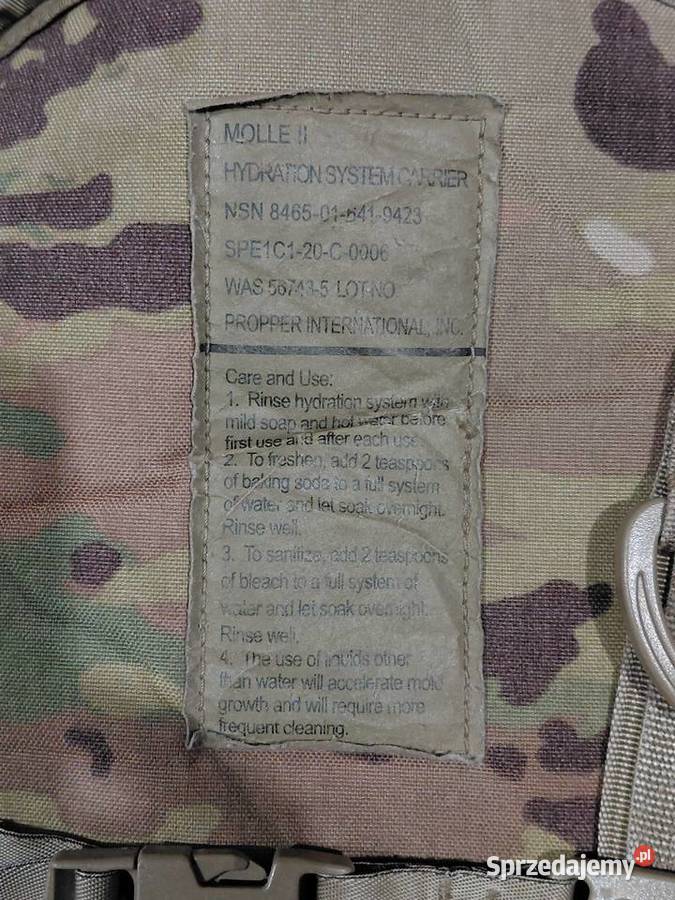 MOLLE II
HYDRATION SYSTEM CARRIER
NSN 8465-01-641-9423
SPE1C1-20-C-0006
WAS 56743-5 LOT NO
PROPPER INTERNATIONAL, INC.
Care and Use:
1. Rinse hydration system with
mild soap and hot water before
first use and after each use.
2. To freshen, add 2 teaspoons
of baking soda to a full system
of water and let soak overnight.
Rinse well.
3. To sanitize, add 2 teaspoons
of bleach to a full system of
water and let soak overnight.
Rinse well.
4. The use of liquids other
than water will accelerate mold
growth and will require more
frequent cleaning.
Sprzedajemy.pl